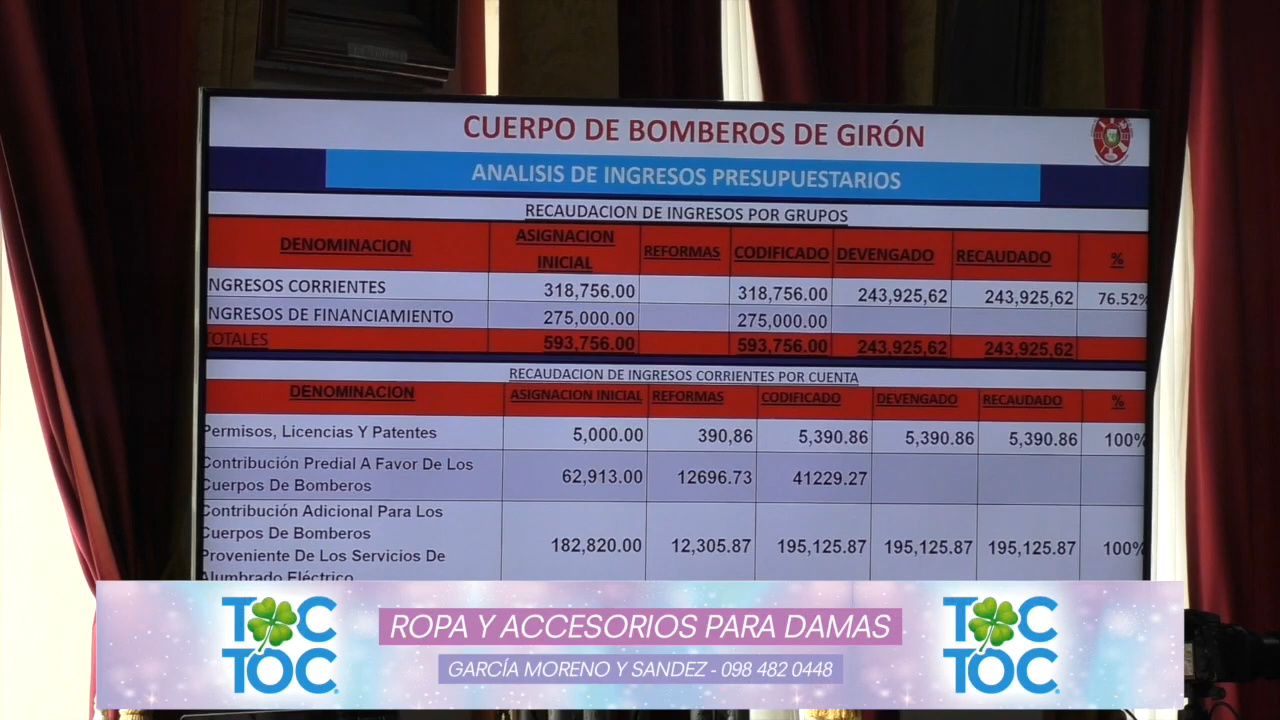 CUERPO DE BOMBEROS DE GIRÓN
ANALISIS DE INGRESOS PRESUPUESTARIOS
RECAUDACION DE INGRESOS POR GRUPOS
DENOMINACION ASIGNACION INICIAL REFORMAS CODIFICADO DEVENGADO RECAUDADO %
NGRESOS CORRIENTES 318,756.00 318,756.00 243,925,62 243,925,62 76.52%
NGRESOS DE FINANCIAMIENTO 275,000.00 275,000.00
TOTALES 593,756.00 593,756.00 243,925,62 243,925,62
RECAUDACION DE INGRESOS CORRIENTES POR CUENTA
DENOMINACION ASIGNACION INICIAL REFORMAS CODIFICADO DEVENGADO RECAUDADO %
Permisos, Licencias Y Patentes 5,000.00 390,86 5,390.86 5,390.86 5,390.86 100%
Contribución Predial A Favor De Los
Cuerpos De Bomberos 62,913.00 12696.73 41229.27
Contribución Adicional Para Los
Cuerpos De Bomberos
Proveniente De Los Servicios De
Alumbrado Eléctrico 182,820.00 12,305.87 195,125.87 195,125.87 195,125.87 100%
TOC TOC
ROPA Y ACCESORIOS PARA DAMAS
GARCÍA MORENO Y SANDEZ - 098 482 0448
TOC TOC